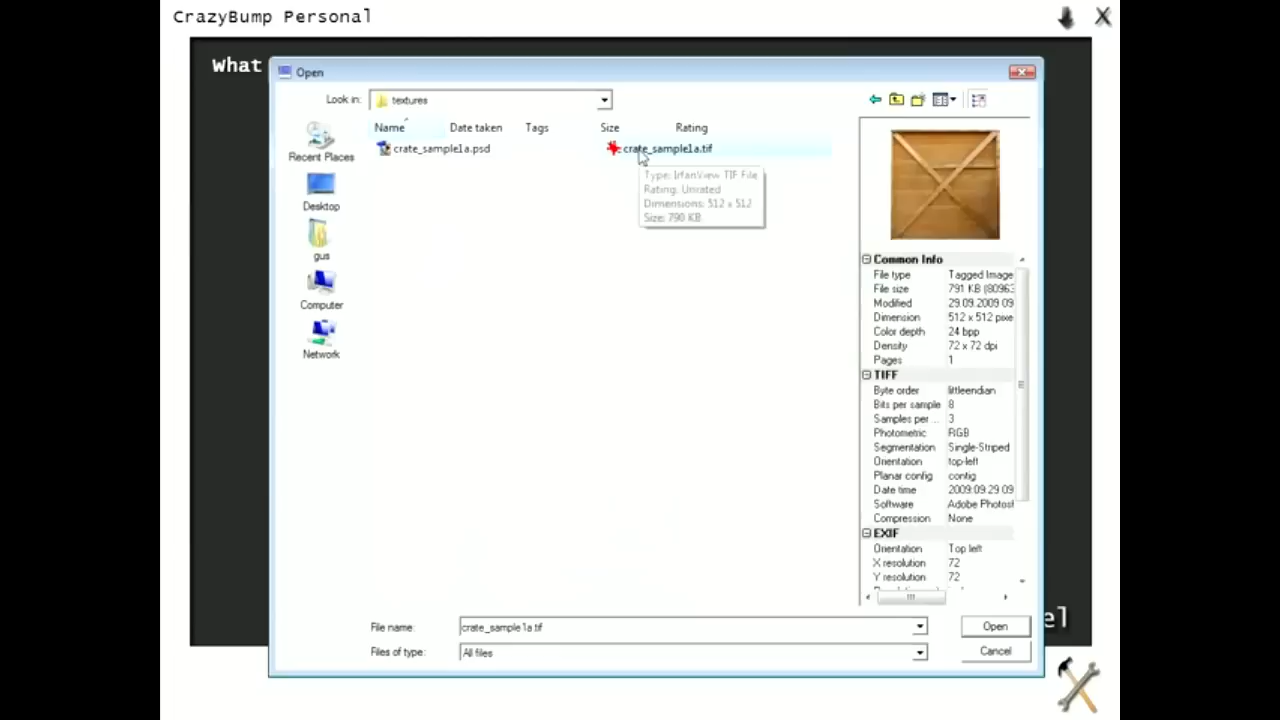 CrazyBump Personal
X
What
Open
Look in: textures
Name Date taken Tags Size Rating
crate_sample1a.psd crate_sample1a.tif
Type: IrfanView TIF File
Rating: Unrated
Dimensions: 512 x 512
Size: 790 KB
Recent Places
Desktop
gus
Computer
Network
Common Info
File type Tagged Image
File size 791 KB (8096
Modified 29.09.2009 09
Dimension 512 x 512 pixe
Color depth 24 bpp
Density 72 x 72 dpi
Pages 1
TIFF
Byte order littleendian
Bits per sample 8
Samples per ... 3
Photometric RGB
Segmentation Single-Striped
Orientation top-left
Planar config contig
Date time 2009:09:29 09
Software Adobe Photos
Compression None
EXIF
Orientation Top left
X resolution 72
Y resolution 72
File name: crate_sample1a.tif Open
Files of type: All files Cancel
el]